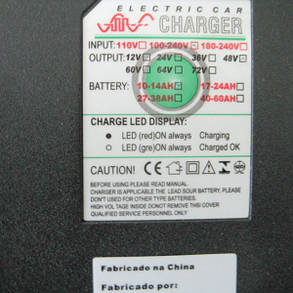 ELECTRIC CAR
CHARGER
INPUT: 110V 100-240V 180-240V
OUTPUT: 12V 24V 36V 48V
60V 64V 72V
BATTERY: 10-14AH 17-24AH
27-38AH 40-60AH
CHARGE LED DISPLAY:
● LED (red)ON always Charging
○ LED (gre)ON always Charged OK
CAUTION! CE
BEFORE USING PLEASE READ MANUAL.
CHARGER IS APPLICABLE THE LEAD SOUR BATTERY, PLEASE
DON'T USED FOR OTHER TYPE BATTERIES.
HIGH VOL TAGE INSIDE DONOT RISE THIS COVER
QUALIFIED PERSONNEL SERVICE ONLY.
Fabricado na China
Fabricado por: